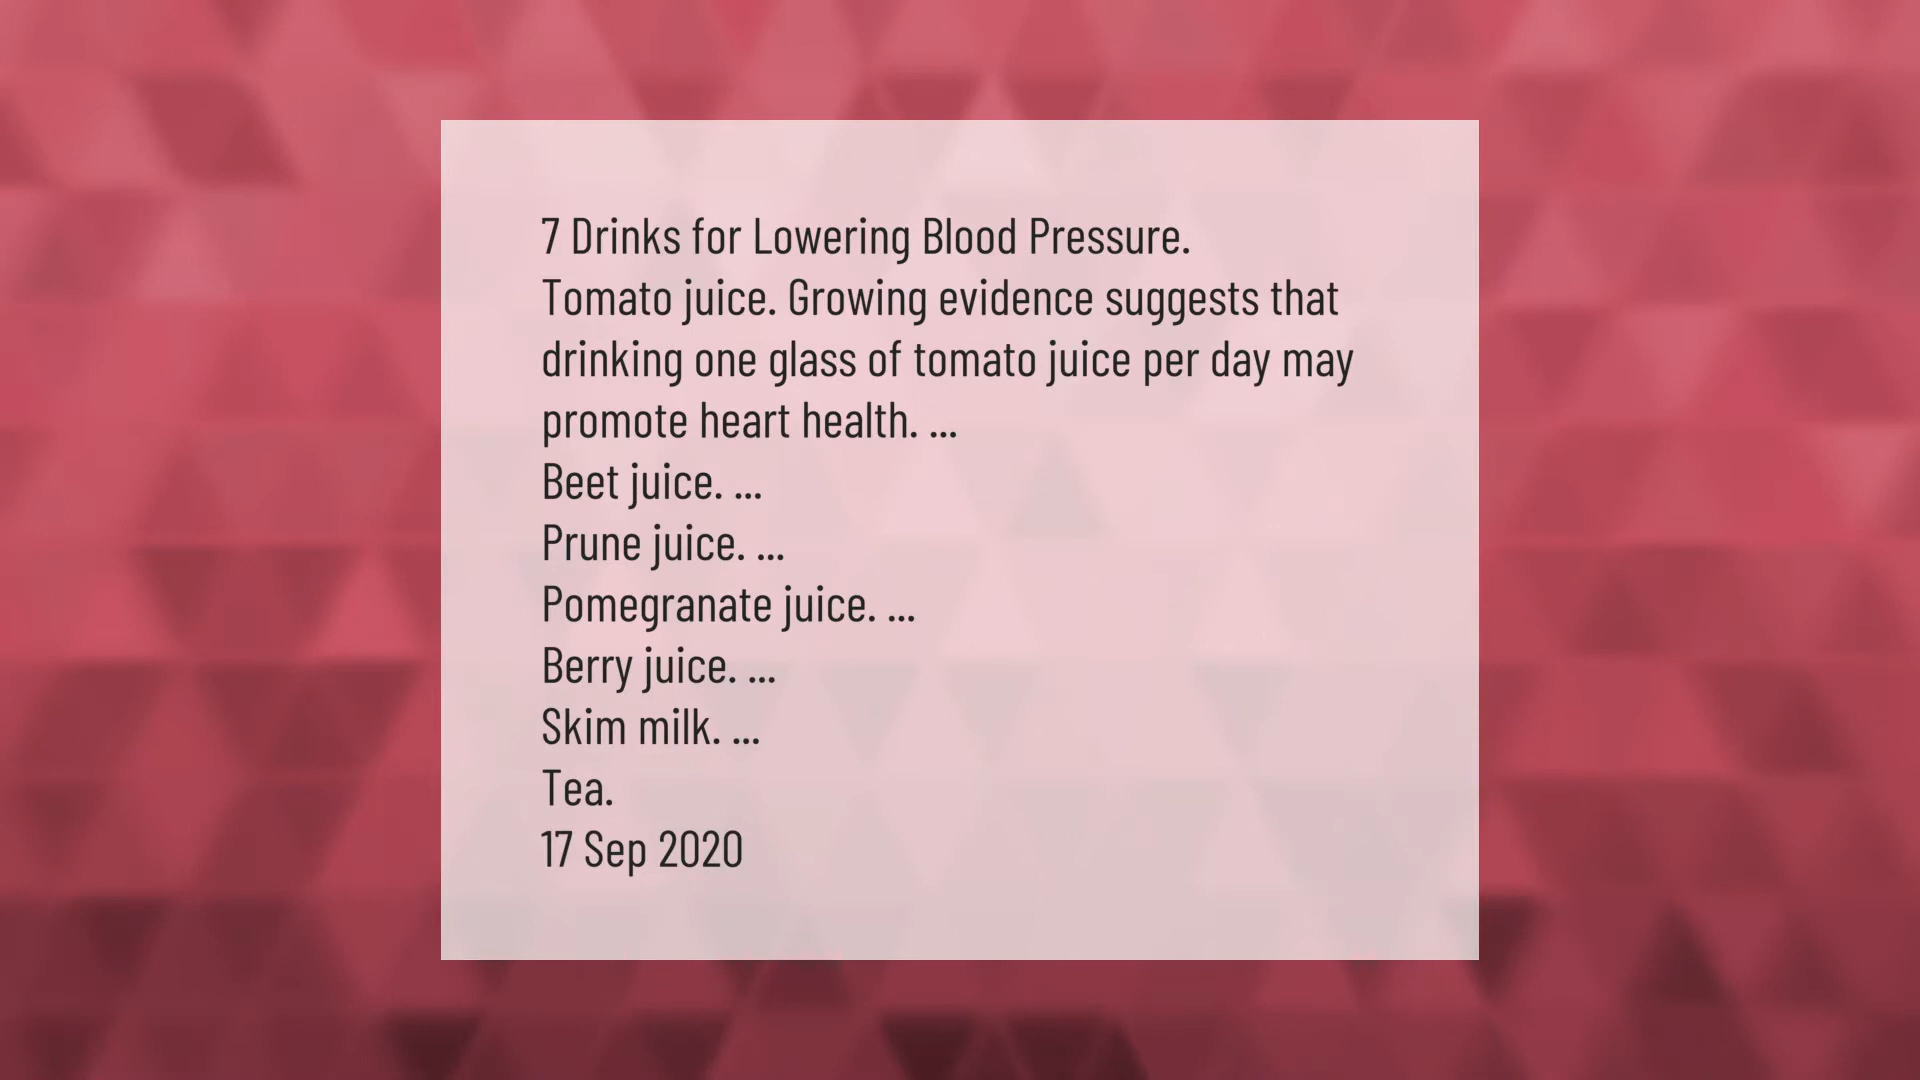 7 Drinks for Lowering Blood Pressure.
Tomato juice. Growing evidence suggests that
drinking one glass of tomato juice per day may
promote heart health. ...
Beet juice. ...
Prune juice. ...
Pomegranate juice. ...
Berry juice. ...
Skim milk. ...
Tea.
17 Sep 2020